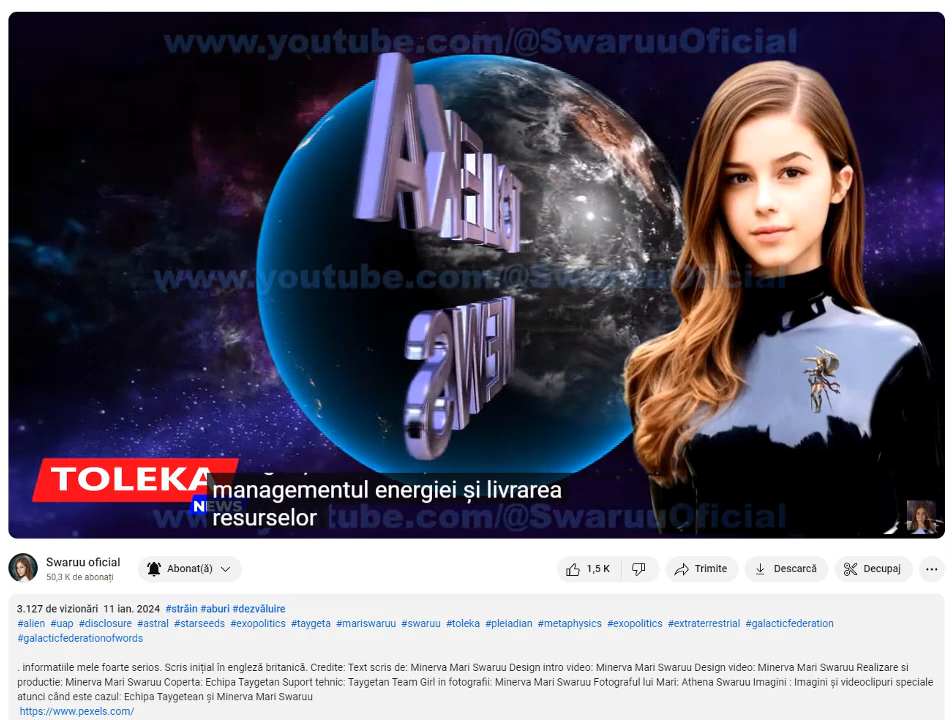 www.youtube.com/@SwaruuOficial
www.youtube.com/@SwaruuOficial
NEWS
TOLEKA
NEWS
managementul energiei și livrarea
resurselor
www.youtube.com/@SwaruuOficial
Swaruu oficial
50,3 K de abonați
Abonat(ă)
1,5 K
Trimite
Descarcă
Decupaj
3.127 de vizionări 11 ian. 2024 #străin #aburi #dezvăluire
#alien #uap #disclosure #astral #starseeds #exopolitics #taygeta #mariswaruu #swaruu #toleka #pleiadian #metaphysics #exopolitics #extraterrestrial #galacticfederation
#galacticfederationofwords
. informatiile mele foarte serios. Scris inițial în engleză britanică. Credite: Text scris de: Minerva Mari Swaruu Design intro video: Minerva Mari Swaruu Design video: Minerva Mari Swaruu Realizare si
productie: Minerva Mari Swaruu Coperta: Echipa Taygetan Suport tehnic: Taygetan Team Girl in fotografii: Minerva Mari Swaruu Fotograful lui Mari: Athena Swaruu Imagini : Imagini și videoclipuri speciale
atunci când este cazul: Echipa Taygetean și Minerva Mari Swaruu
https://www.pexels.com/